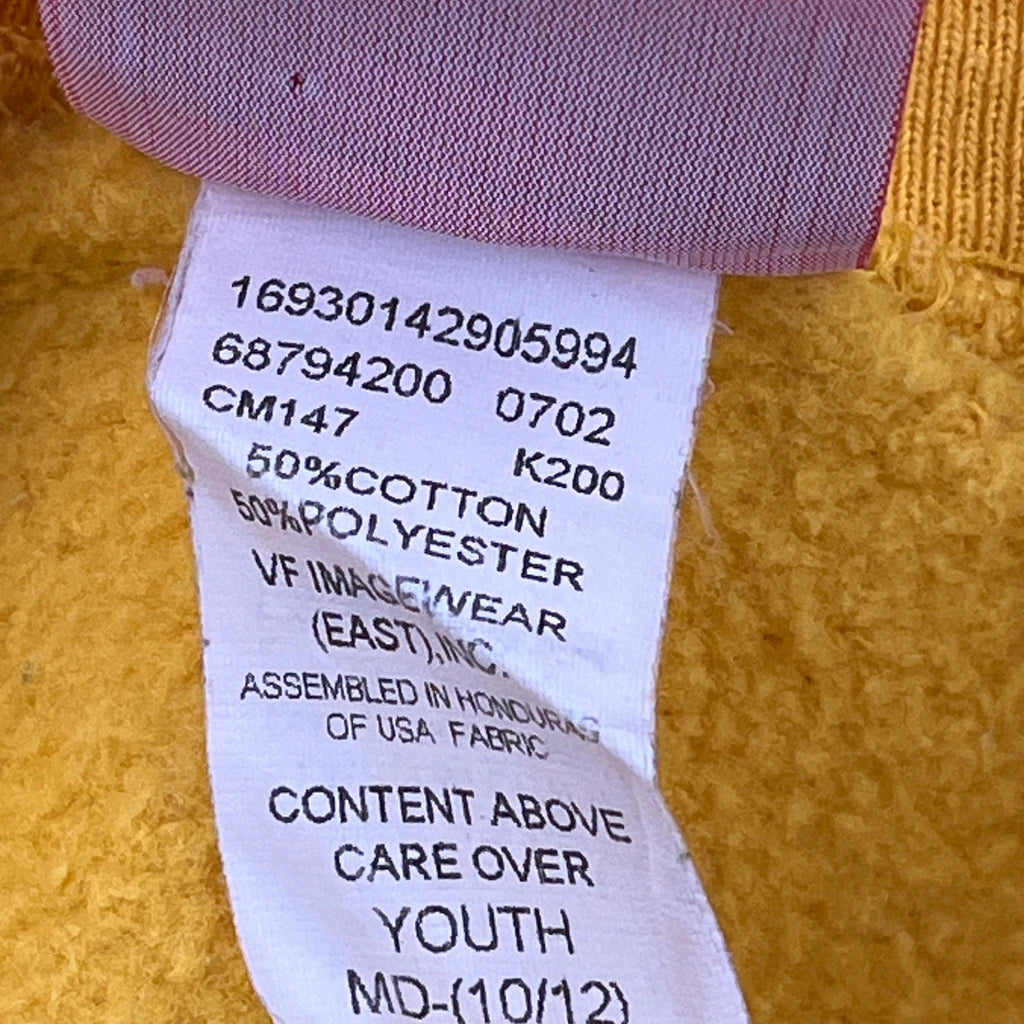 16930142905994
68794200 0702
CM147 K200
50%COTTON
50%POLYESTER
VF IMAGEWEAR
(EAST),INC.
ASSEMBLED IN HONDURAS
OF USA FABRIC
CONTENT ABOVE
CARE OVER
YOUTH
MD-(10/12)